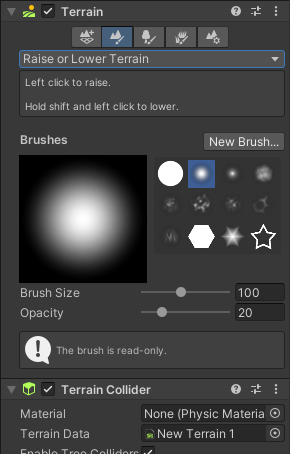 Terrain
Raise or Lower Terrain
Left click to raise.
Hold shift and left click to lower.
Brushes
New Brush...
Brush Size 100
Opacity 20
The brush is read-only.
Terrain Collider
Material None (Physic Materia
Terrain Data New Terrain 1
Enable Tree Colliders